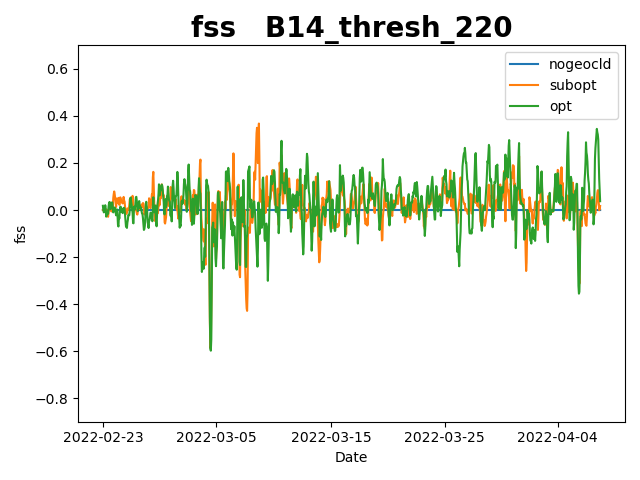 fss   B14_thresh_220
nogeocld
subopt
opt
fss
0.6
0.4
0.2
0.0
−0.2
−0.4
−0.6
−0.8
2022-02-23
2022-03-05
2022-03-15
2022-03-25
2022-04-04
Date